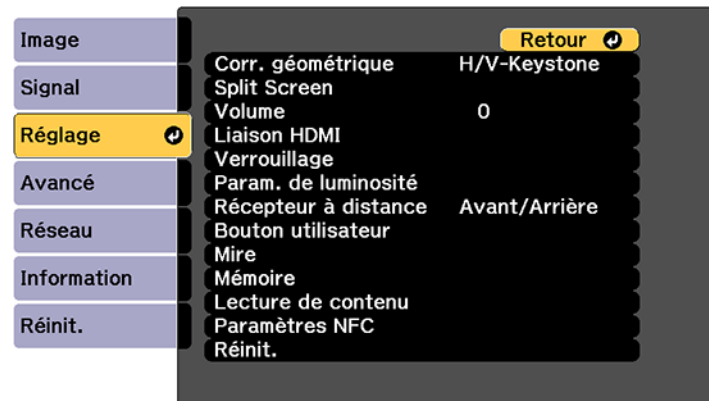 Image
Signal
Réglage
Avancé
Réseau
Information
Réinit.
Retour
Corr. géométrique H/V-Keystone
Split Screen
Volume 0
Liaison HDMI
Verrouillage
Param. de luminosité
Récepteur à distance Avant/Arrière
Bouton utilisateur
Mire
Mémoire
Lecture de contenu
Paramètres NFC
Réinit.